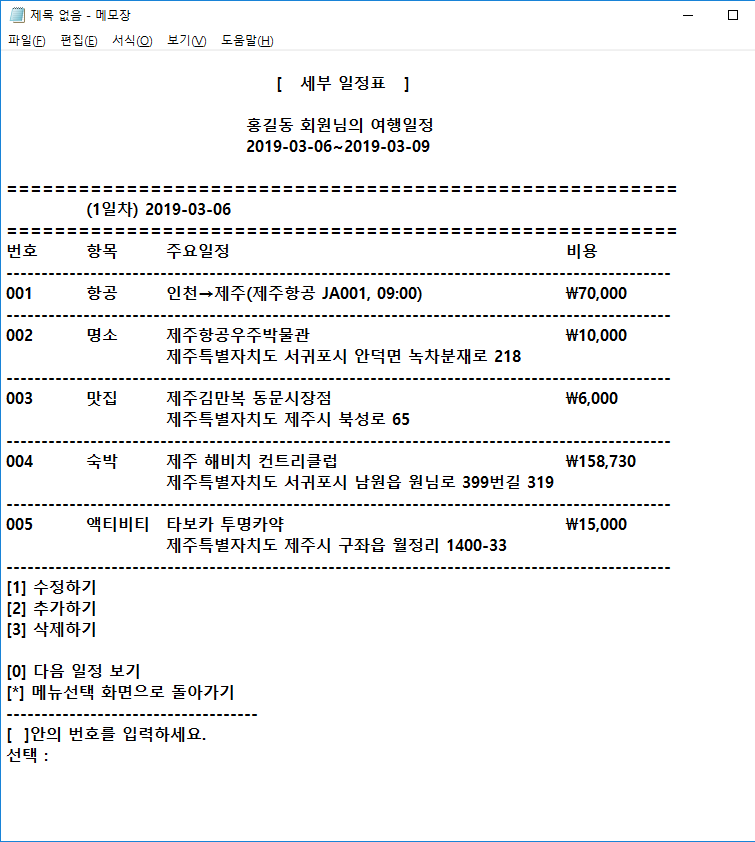 제목 없음 - 메모장
파일(F) 편집(E) 서식(O) 보기(V) 도움말(H)
[ 세부 일정표 ]
홍길동 회원님의 여행일정
2019-03-06~2019-03-09
========================================================
(1일차) 2019-03-06
========================================================
번호 항목 주요일정 비용
-----------------------------------------------------------------------------------------------
001 항공 인천→제주(제주항공 JA001, 09:00) ₩70,000
-----------------------------------------------------------------------------------------------
002 명소 제주항공우주박물관 ₩10,000
제주특별자치도 서귀포시 안덕면 녹차분재로 218
-----------------------------------------------------------------------------------------------
003 맛집 제주김만복 동문시장점 ₩6,000
제주특별자치도 제주시 북성로 65
-----------------------------------------------------------------------------------------------
004 숙박 제주 해비치 컨트리클럽 ₩158,730
제주특별자치도 서귀포시 남원읍 원님로 399번길 319
-----------------------------------------------------------------------------------------------
005 액티비티 타보카 투명카약 ₩15,000
제주특별자치도 제주시 구좌읍 월정리 1400-33
-----------------------------------------------------------------------------------------------
[1] 수정하기
[2] 추가하기
[3] 삭제하기
[0] 다음 일정 보기
[*] 메뉴선택 화면으로 돌아가기
------------------------------------
[ ]안의 번호를 입력하세요.
선택 :